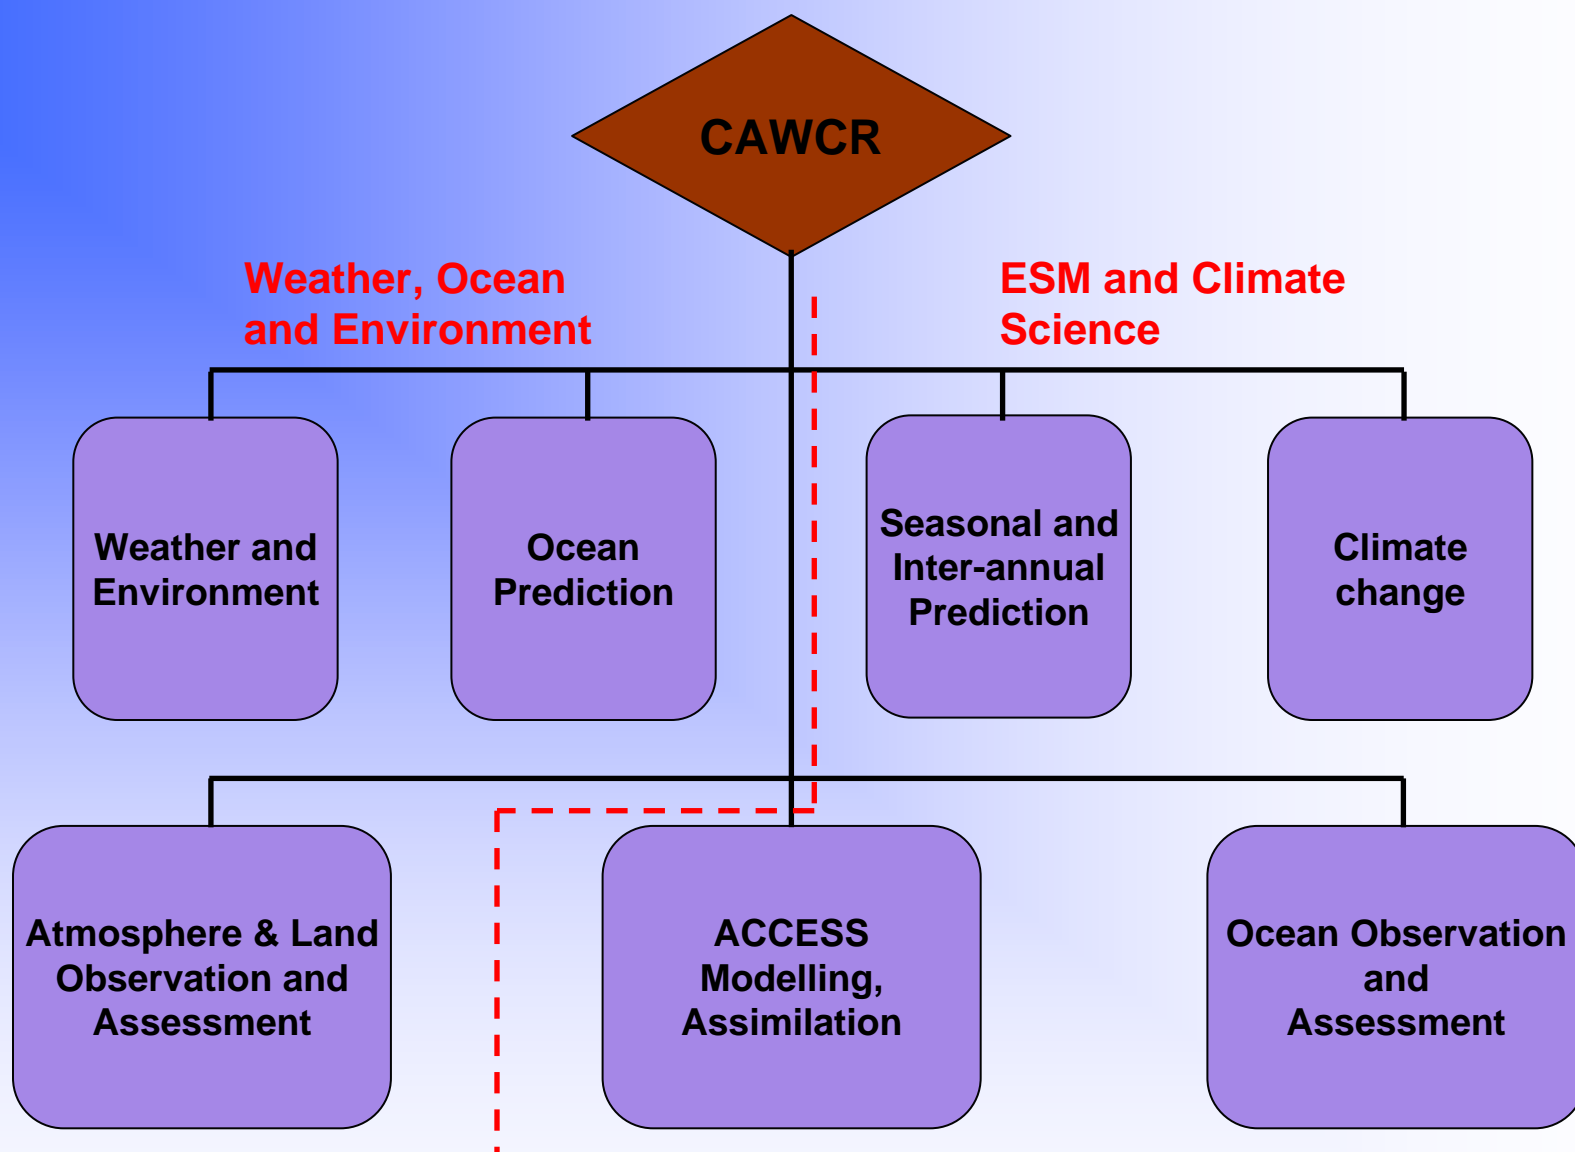 CAWCR
Weather, Ocean
and Environment
ESM and Climate
Science
Weather and
Environment
Ocean
Prediction
Seasonal and
Inter-annual
Prediction
Climate
change
Atmosphere & Land
Observation and
Assessment
ACCESS
Modelling,
Assimilation
Ocean Observation
and
Assessment